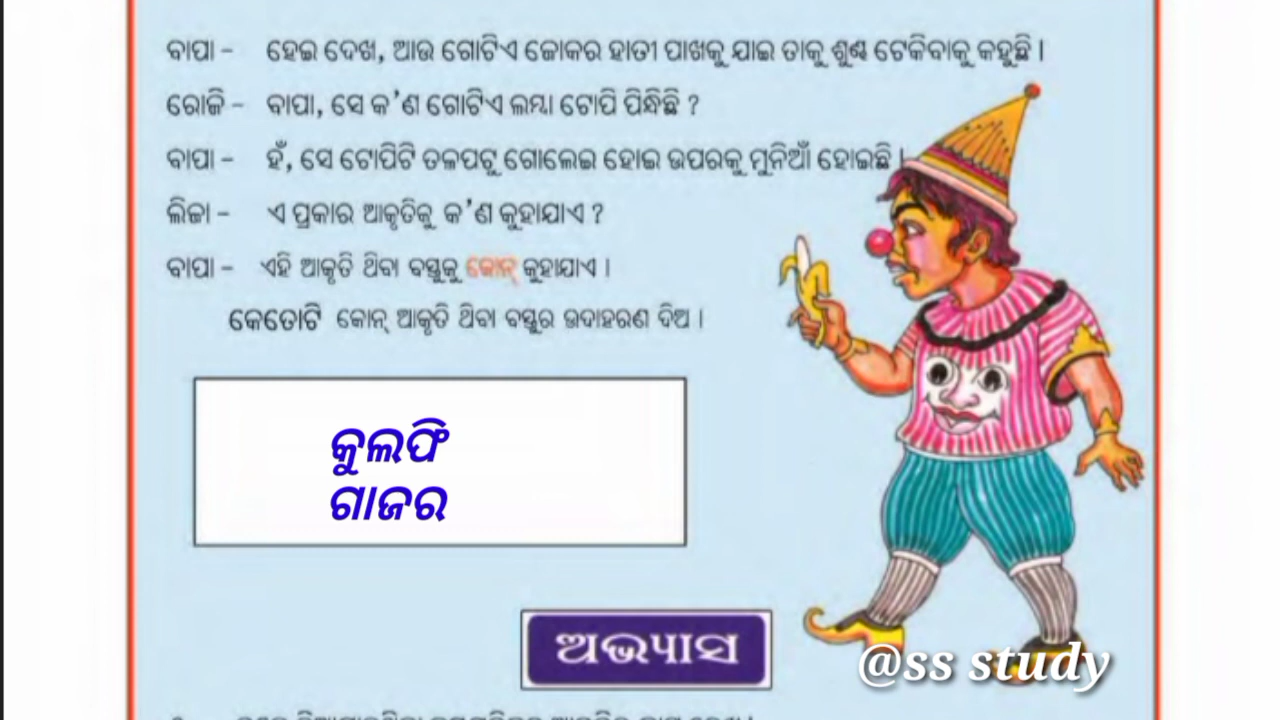 ବାପା - ହେଇ ଦେଖ, ଆଉ ଗୋଟିଏ ଜୋକର ହାତୀ ପାଖକୁ ଯାଇ ତାକୁ ଶୁଣ୍ଢ ଟେକିବାକୁ କହୁଛି ।
ରୋଜି - ବାପା, ସେ କ'ଣ ଗୋଟିଏ ଲମ୍ବା ଟୋପି ପିନ୍ଧିଛି ?
ବାପା - ହଁ, ସେ ଟୋପିଟି ତଳପଟୁ ଗୋଲେଇ ହୋଇ ଉପରକୁ ମୁନିଆଁ ହୋଇଛି ।
ଲିଜା - ଏ ପ୍ରକାର ଆକୃତିକୁ କ'ଣ କୁହାଯାଏ ?
ବାପା - ଏହି ଆକୃତି ଥିବା ବସ୍ତୁକୁ କୋନ୍ କୁହାଯାଏ ।
କେତୋଟି କୋନ୍ ଆକୃତି ଥିବା ବସ୍ତୁର ଉଦାହରଣ ଦିଅ ।
କୁଲଫି
ଗାଜର
ଅଭ୍ୟାସ
@ss study